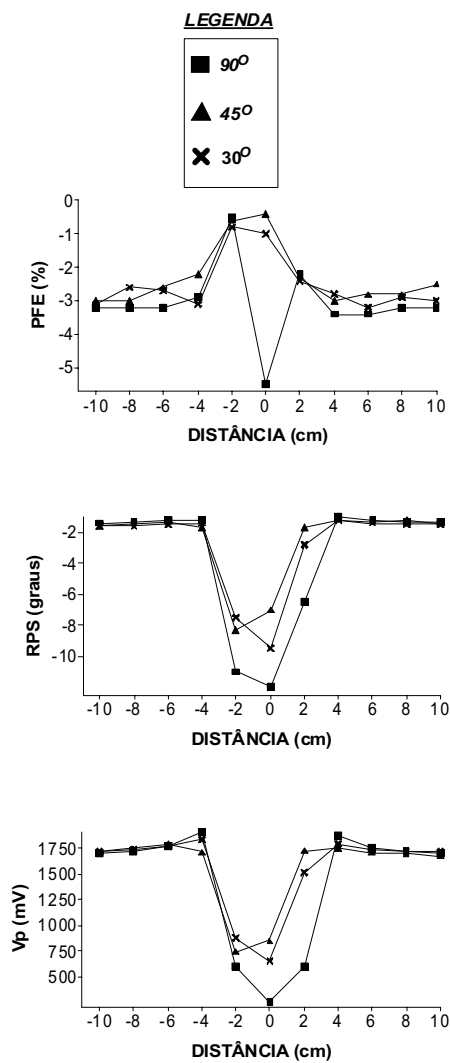 LEGENDA
90O
45O
30O
0
-1
-2
-3
-4
-5
PFE (%)
-10 -8 -6 -4 -2 0 2 4 6 8 10
DISTÂNCIA (cm)
-2
-4
-6
-8
-10
RPS (graus)
-10 -8 -6 -4 -2 0 2 4 6 8 10
DISTÂNCIA (cm)
1750
1500
1250
1000
750
500
Vp (mV)
-10 -8 -6 -4 -2 0 2 4 6 8 10
DISTÂNCIA (cm)